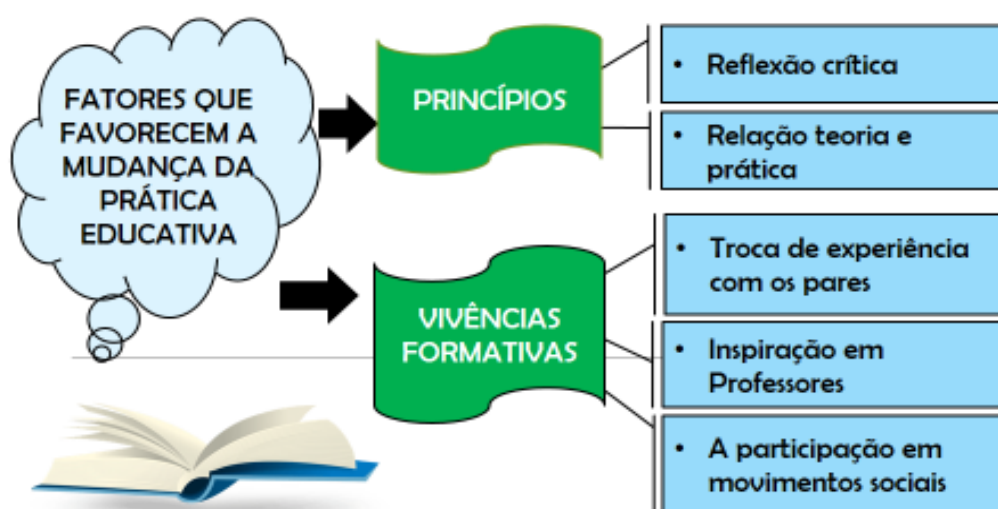 FATORES QUE
FAVORECEM A
MUDANÇA DA
PRÁTICA
EDUCATIVA
PRINCÍPIOS
• Reflexão crítica
• Relação teoria e
prática
VIVÊNCIAS
FORMATIVAS
• Troca de experiência
com os pares
• Inspiração em
Professores
• A participação em
movimentos sociais